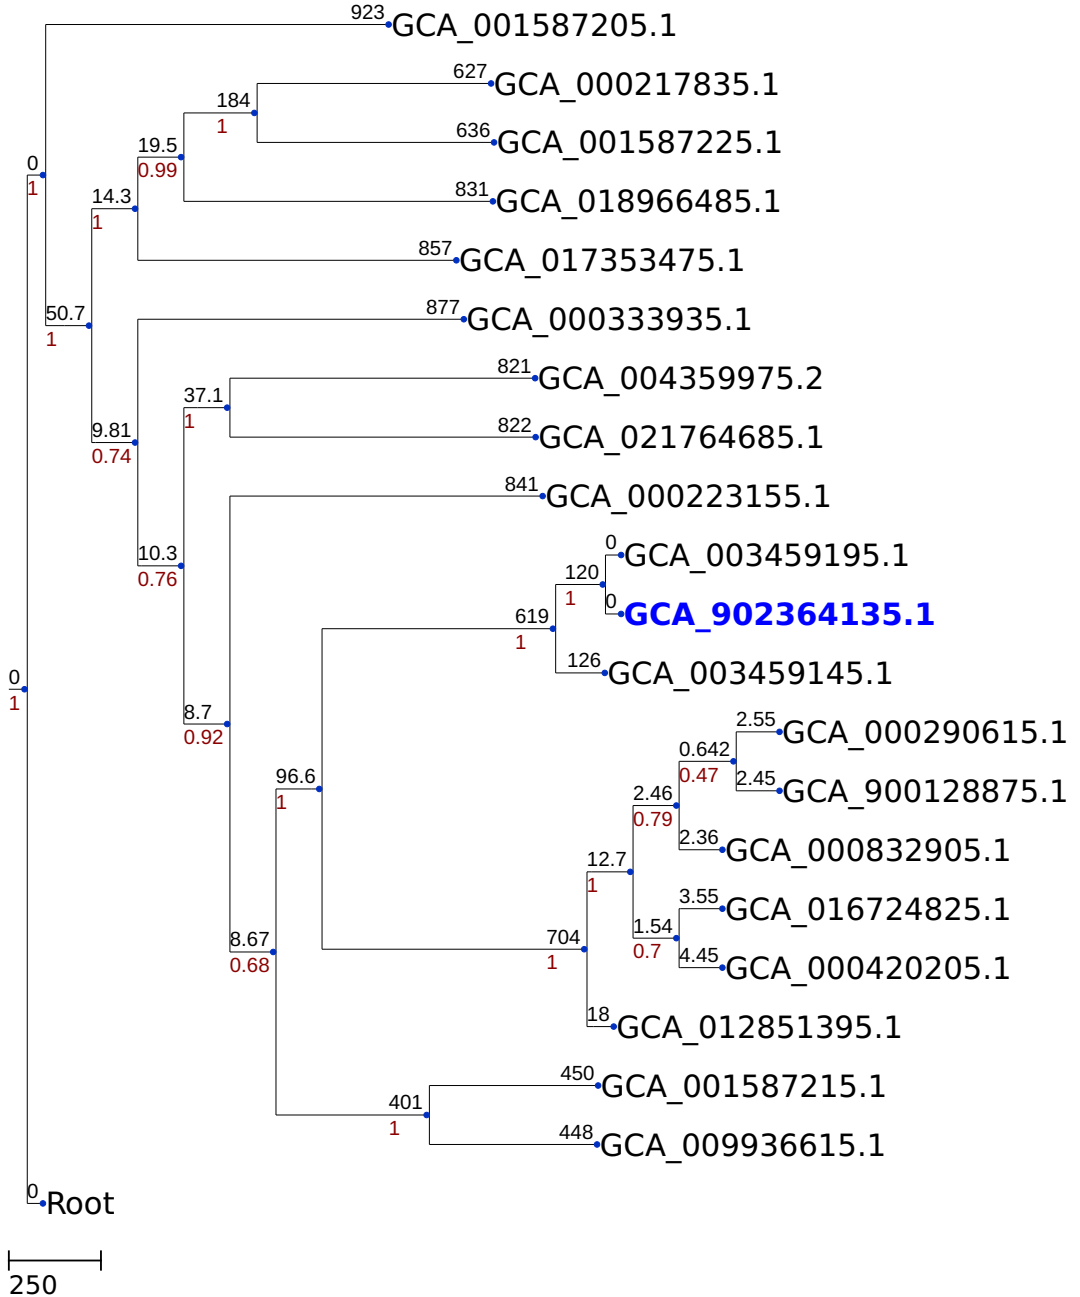 923 GCA_001587205.1
627 GCA_000217835.1
184
1
636 GCA_001587225.1
19.5
0.99
0
1
831 GCA_018966485.1
14.3
1
857 GCA_017353475.1
50.7
1
877 GCA_000333935.1
821 GCA_004359975.2
37.1
1
9.81
0.74
822 GCA_021764685.1
841 GCA_000223155.1
0 GCA_003459195.1
10.3
0.76
120
1
0 GCA_902364135.1
619
1
126 GCA_003459145.1
0
1
8.7
0.92
2.55 GCA_000290615.1
0.642
0.47
2.45 GCA_900128875.1
96.6
1
2.46
0.79
2.36 GCA_000832905.1
12.7
1
3.55 GCA_016724825.1
1.54
0.7
704
1
8.67
0.68
4.45 GCA_000420205.1
18 GCA_012851395.1
450 GCA_001587215.1
401
1
448 GCA_009936615.1
0 Root
250